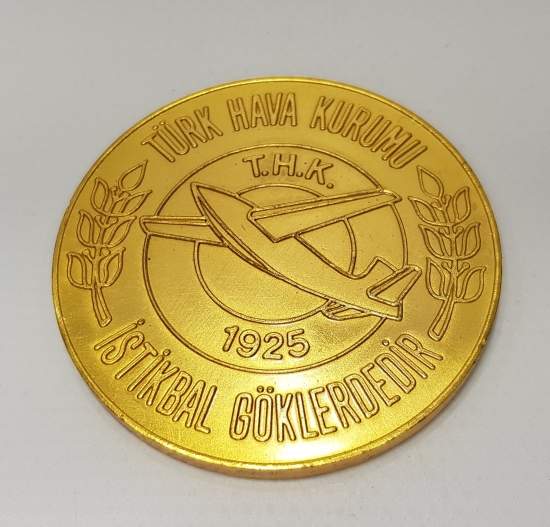 TÜRK HAVA KURUMU
T.H.K.
1925
İSTİKBAL GÖKLERDEDİR